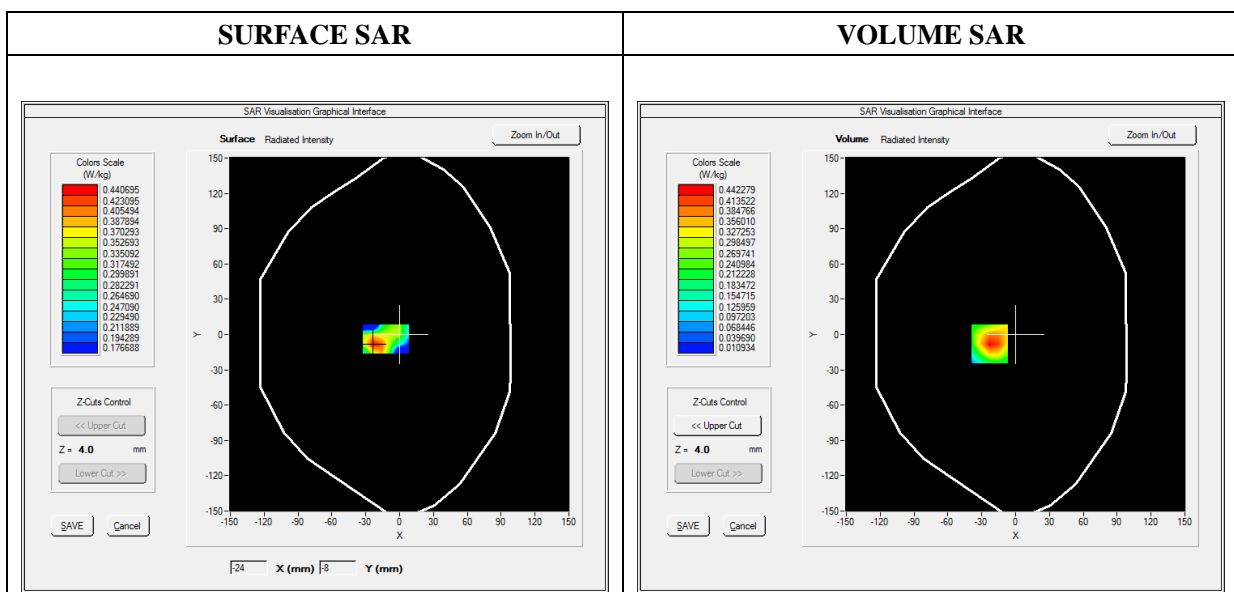 SURFACE SAR
VOLUME SAR
SAR Visualisation Graphical Interface
Surface Radiated Intensity
Zoom In/Out
Colors Scale
(W/kg)
0.440695
0.423095
0.405494
0.387894
0.370293
0.352693
0.335092
0.317492
0.299891
0.282291
0.264690
0.247090
0.229490
0.211889
0.194289
0.176688
Z-Cuts Control
<< Upper Cut
Z = 4.0 mm
Lower Cut >>
SAVE Cancel
150
120
90
60
30
0
-30
-60
-90
-120
-150
Y
-150 -120 -90 -60 -30 0 30 60 90 120 150
X
-24 X (mm) -8 Y (mm)
SAR Visualisation Graphical Interface
Volume Radiated Intensity
Zoom In/Out
Colors Scale
(W/kg)
0.442279
0.413522
0.384766
0.356010
0.327253
0.298497
0.269741
0.240984
0.212228
0.183472
0.154715
0.125959
0.097203
0.068446
0.039690
0.010934
Z-Cuts Control
<< Upper Cut
Z = 4.0 mm
Lower Cut >>
SAVE Cancel
150
120
90
60
30
0
-30
-60
-90
-120
-150
Y
-150 -120 -90 -60 -30 0 30 60 90 120 150
X